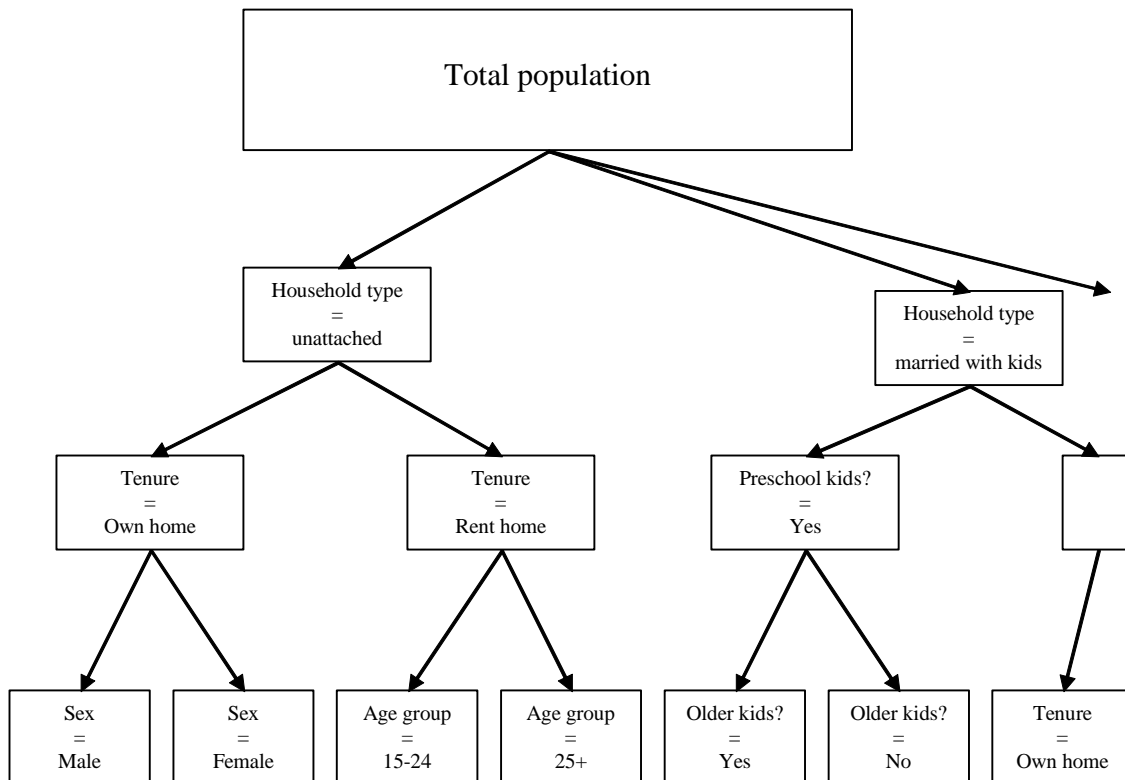 Total population
Household type
=
unattached
Household type
=
married with kids
Tenure
=
Own home
Tenure
=
Rent home
Preschool kids?
=
Yes
Sex
=
Male
Sex
=
Female
Age group
=
15-24
Age group
=
25+
Older kids?
=
Yes
Older kids?
=
No
Tenure
=
Own home